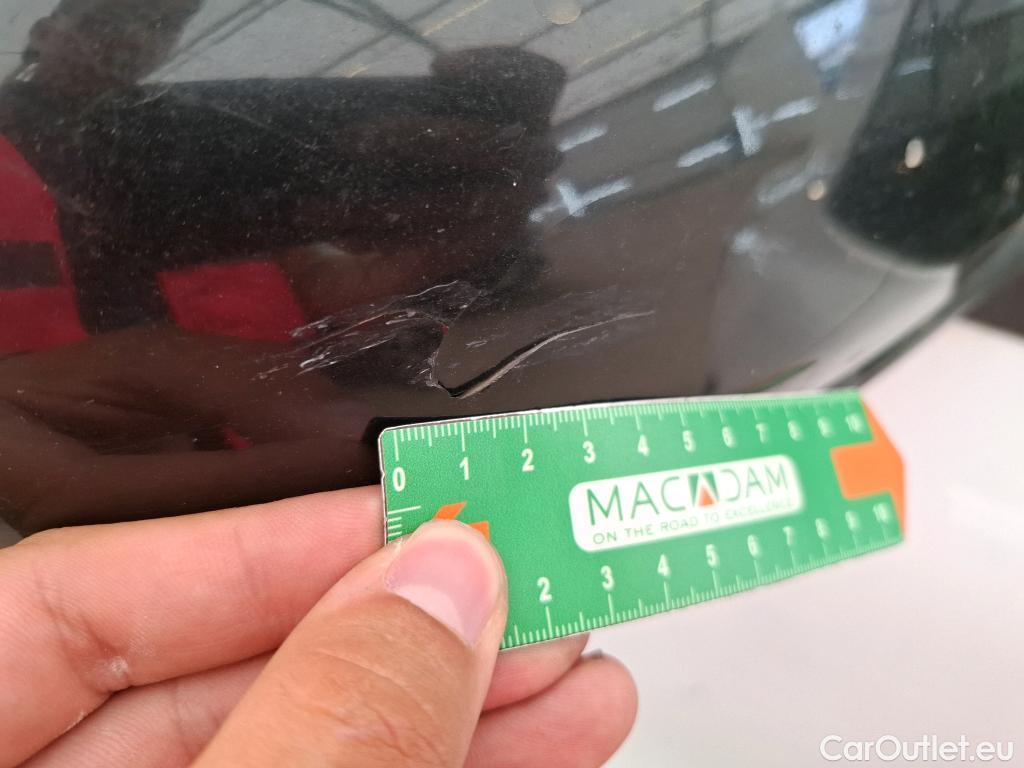 0 1 2 3 4 5 6 7 8 9 10
MACADAM
ON THE ROAD TO EXCELLENCE
2 3 4 5 6 7 8 9 10
CarOutlet.eu